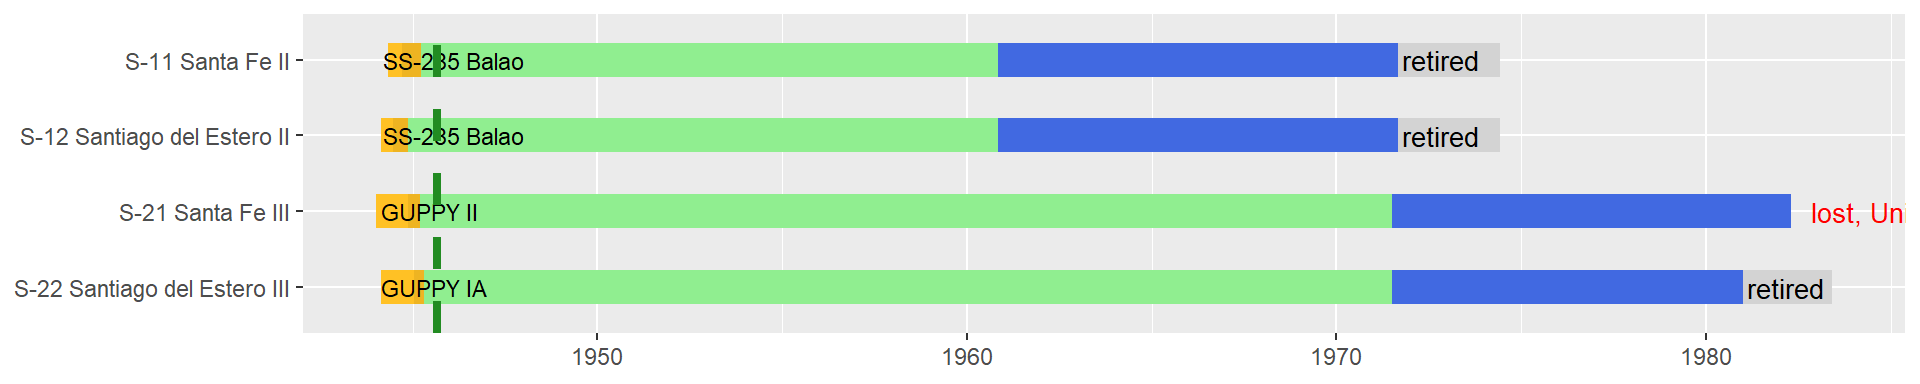 S-11 Santa Fe II SS-285 Balao retired
S-12 Santiago del Estero II SS-285 Balao retired
S-21 Santa Fe III GUPPY II lost, Uni
S-22 Santiago del Estero III GUPPY IA retired
1950 1960 1970 1980